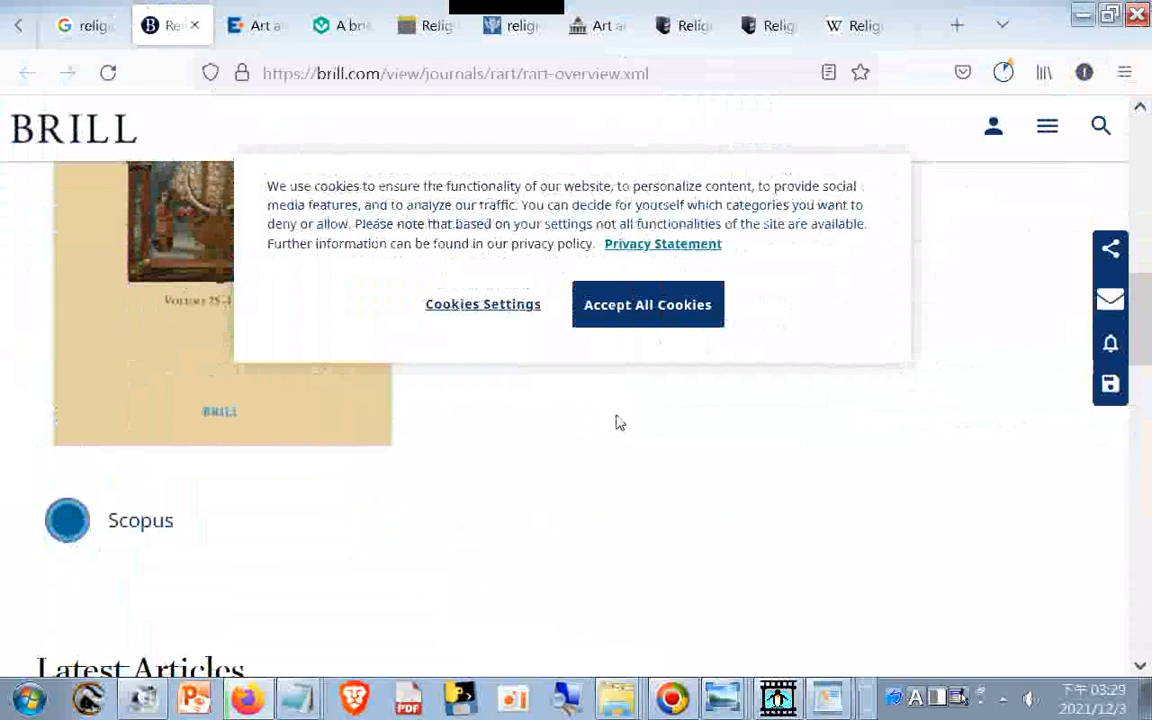 relig
Re
Art a
A bri
Relig
religi
Art a
Relig
Relig
Relig
https://brill.com/view/journals/rart/rart-overview.xml
BRILL
We use cookies to ensure the functionality of our website, to personalize content, to provide social
media features, and to analyze our traffic. You can decide for yourself which categories you want to
deny or allow. Please note that based on your settings not all functionalities of the site are available.
Further information can be found in our privacy policy. Privacy Statement
Cookies Settings
Accept All Cookies
BRILL
Scopus
Latest Articles
下午 03:29
2021/12/3